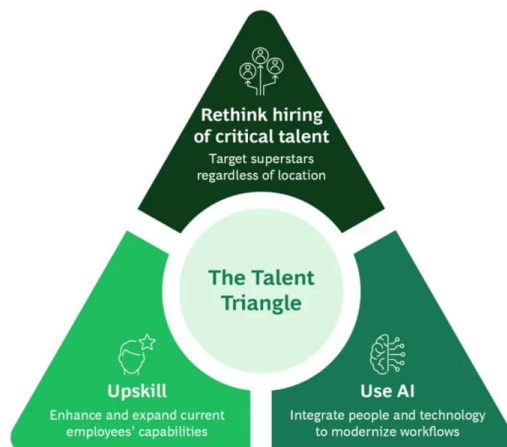 Rethink hiring
of critical talent
Target superstars
regardless of location
The Talent
Triangle
Upskill
Enhance and expand current
employees' capabilities
Use AI
Integrate people and technology
to modernize workflows